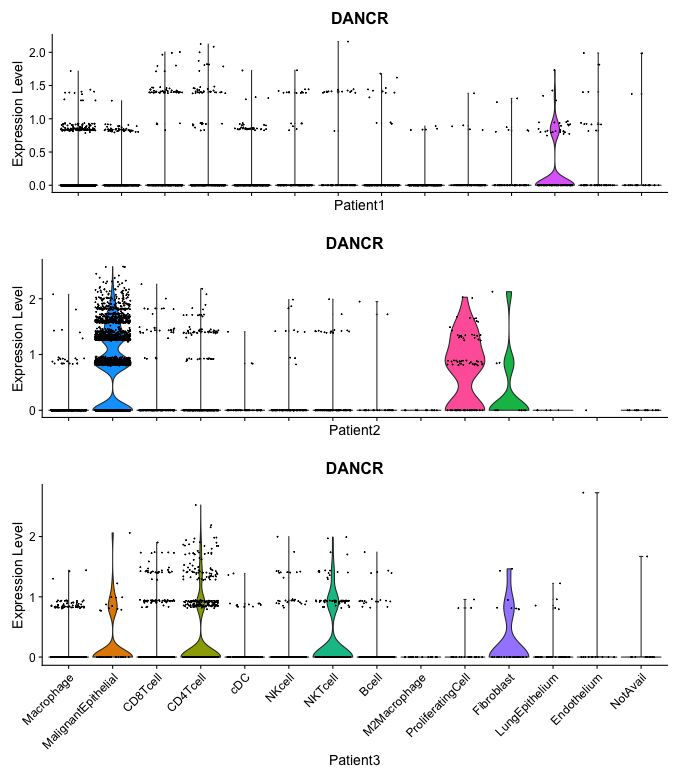 DANCR
Expression Level
2.0
1.5
1.0
0.5
0.0
Patient1
DANCR
Expression Level
2
1
0
Patient2
DANCR
Expression Level
2
1
0
Macrophage
MalignantEpithelial
CD8Tcell
CD4Tcell
cDC
NKcell
NKTcell
Bcell
M2Macrophage
ProliferatingCell
Fibroblast
LungEpithelium
Endothelium
NotAvail
Patient3